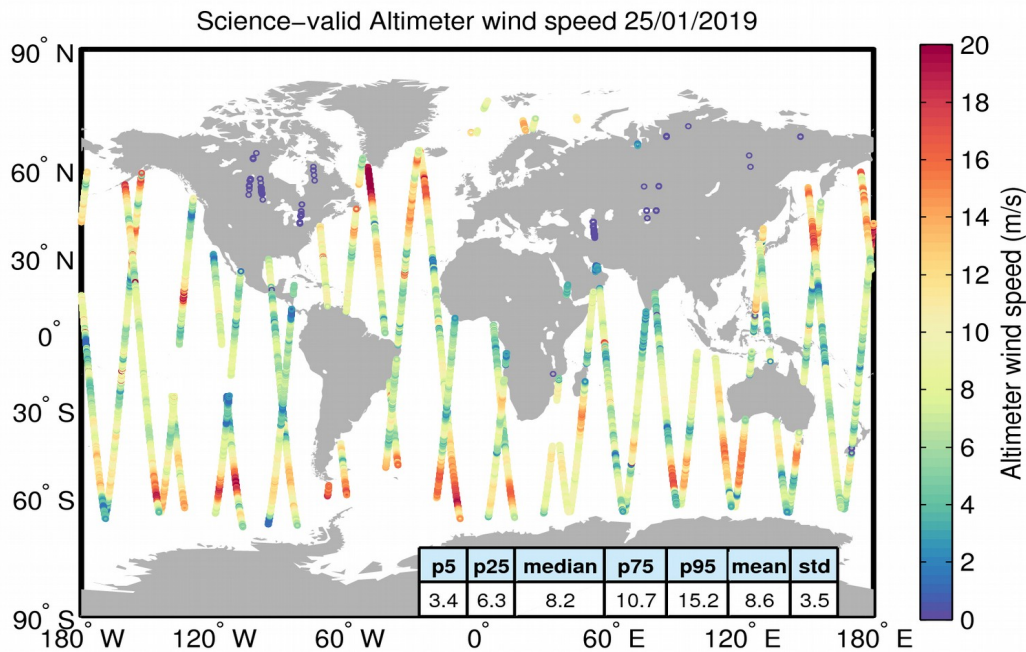 Science−valid Altimeter wind speed 25/01/2019
90° N
60° N
30° N
0°
30° S
60° S
90° S
180° W
120° W
60° W
0°
60° E
120° E
180° E
p5 p25 median p75 p95 mean std
3.4 6.3 8.2 10.7 15.2 8.6 3.5
20
18
16
14
12
10
8
6
4
2
0
Altimeter wind speed (m/s)